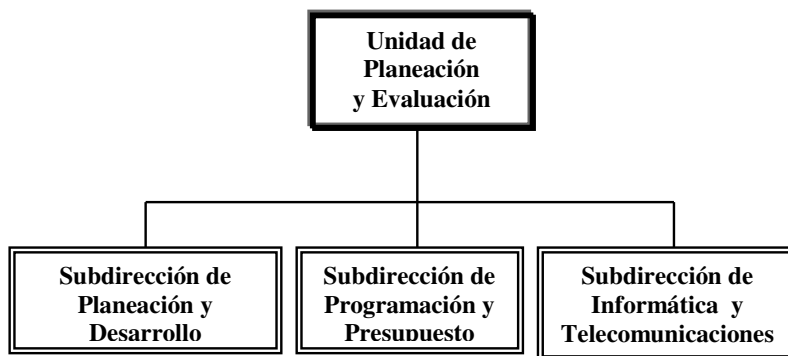 Unidad de
Planeación
y Evaluación
Subdirección de
Planeación y
Desarrollo
Subdirección de
Programación y
Presupuesto
Subdirección de
Informática y
Telecomunicaciones